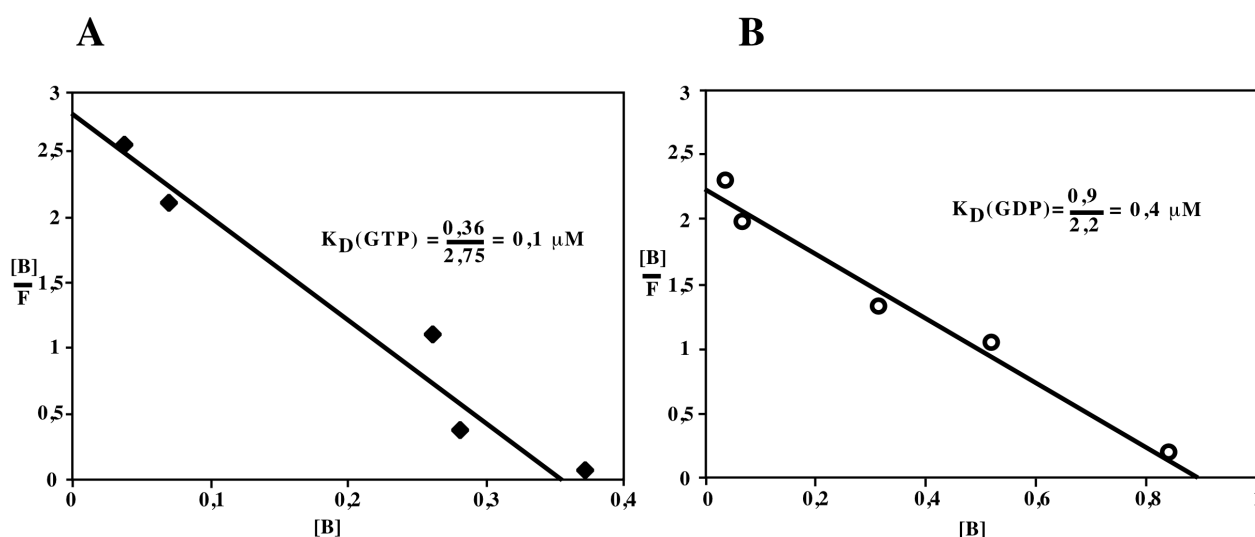 A
3
2,5
2
1,5
1
0,5
0
[B]
F
K_D(GTP) = 0,36 / 2,75 = 0,1 µM
0 0,1 0,2 0,3 0,4
[B]
B
3
2,5
2
1,5
1
0,5
0
[B]
F
K_D(GDP)= 0,9 / 2,2 = 0,4 µM
0 0,2 0,4 0,6 0,8
[B]